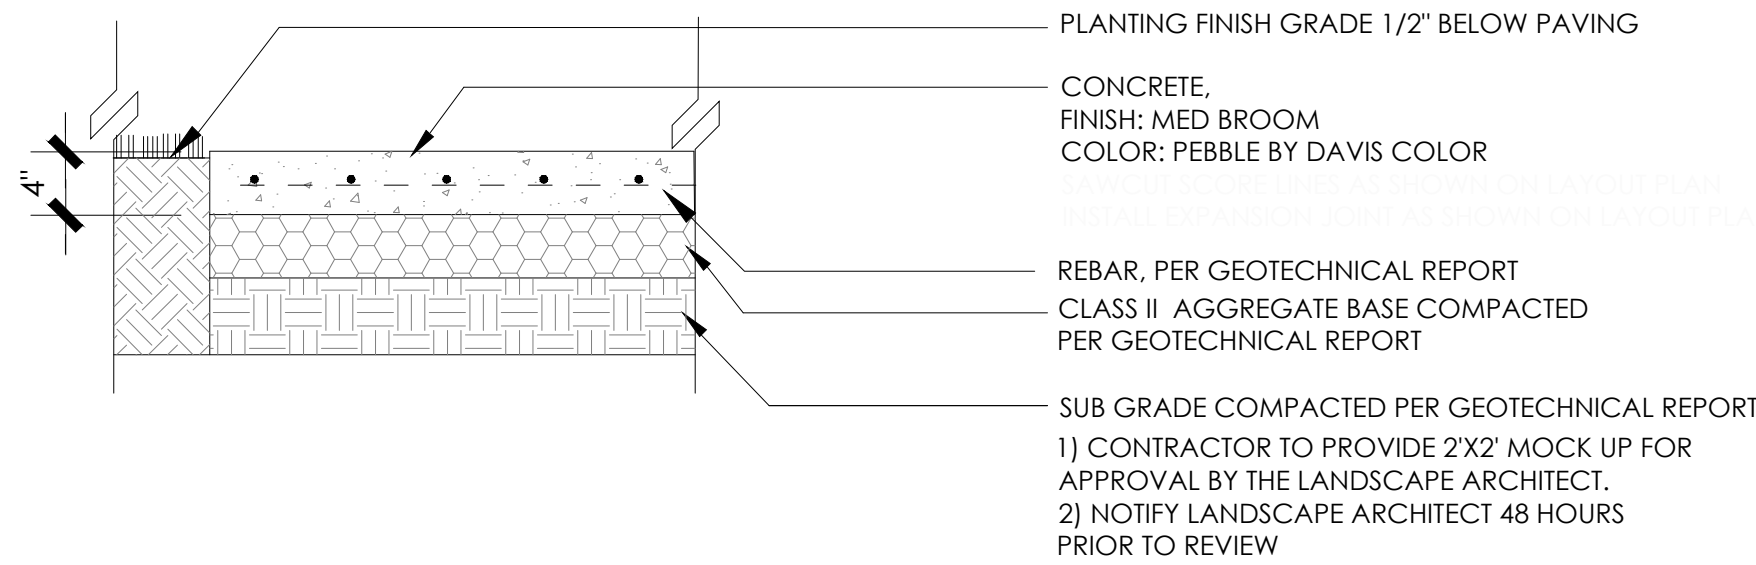 PLANTING FINISH GRADE 1/2" BELOW PAVING
CONCRETE,
FINISH: MED BROOM
COLOR: PEBBLE BY DAVIS COLOR
SAWCUT SCORE LINES AS SHOWN ON LAYOUT PLAN
INSTALL EXPANSION JOINT AS SHOWN ON LAYOUT PLA
4"
REBAR, PER GEOTECHNICAL REPORT
CLASS II AGGREGATE BASE COMPACTED
PER GEOTECHNICAL REPORT
SUB GRADE COMPACTED PER GEOTECHNICAL REPORT
1) CONTRACTOR TO PROVIDE 2'X2' MOCK UP FOR
APPROVAL BY THE LANDSCAPE ARCHITECT.
2) NOTIFY LANDSCAPE ARCHITECT 48 HOURS
PRIOR TO REVIEW